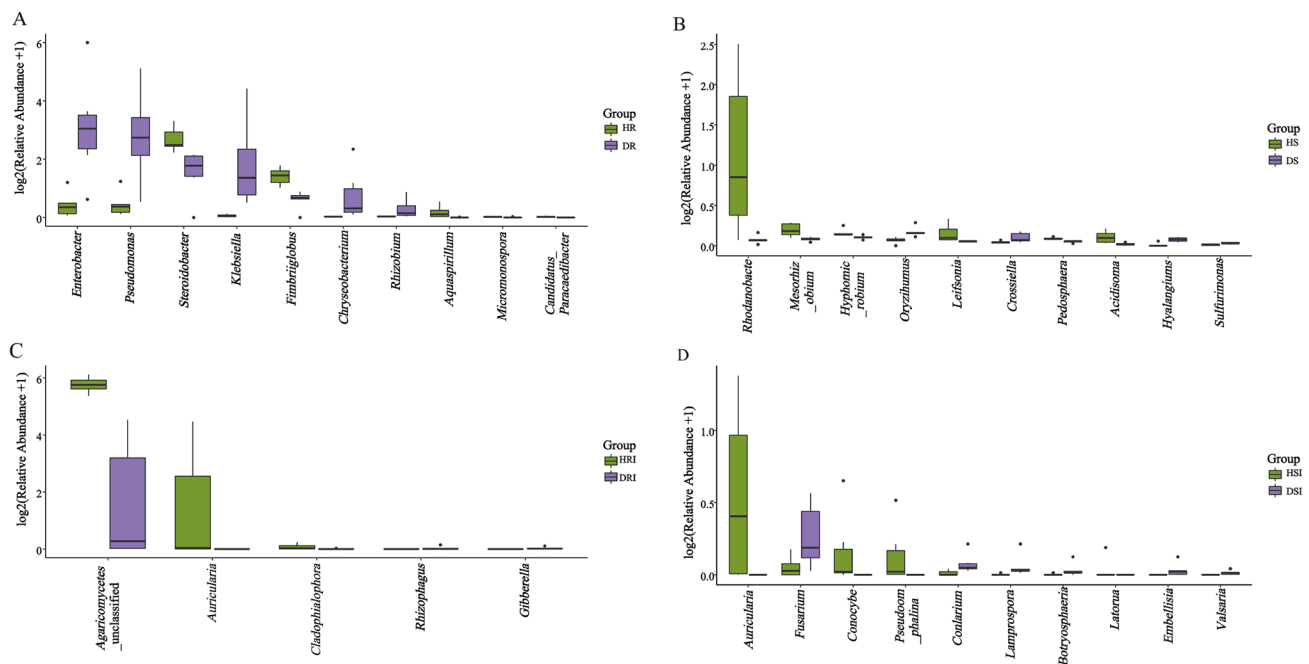 A
log2(Relative Abundance +1)
6
4
2
0
Enterobacter
Pseudomonas
Steroidobacter
Klebsiella
Fimbriiglobus
Chryseobacterium
Rhizobium
Aquaspirillum
Micromonospora
Candidatus_
Paracaedibacter
Group
HR
DR
B
log2(Relative Abundance +1)
2.5
2.0
1.5
1.0
0.5
0.0
Rhodanobacte
Mesorhiz
_obium
Hyphomic
_robium
Oryzihumus
Leifsonia
Crossiella
Pedosphaera
Acidisoma
Hyalangiums
Sulfurimonas
Group
HS
DS
C
log2(Relative Abundance +1)
6
4
2
0
Agaricomycetes
_unclassified
Auricularia
Cladophialophora
Rhizophagus
Gibberella
Group
HRI
DRI
D
log2(Relative Abundance +1)
1.0
0.5
0.0
Auricularia
Fusarium
Conocybe
Pseudoom
_phalina
Conlarium
Lamprospora
Botryosphaeria
Latorua
Embellisia
Valsaria
Group
HSI
DSI